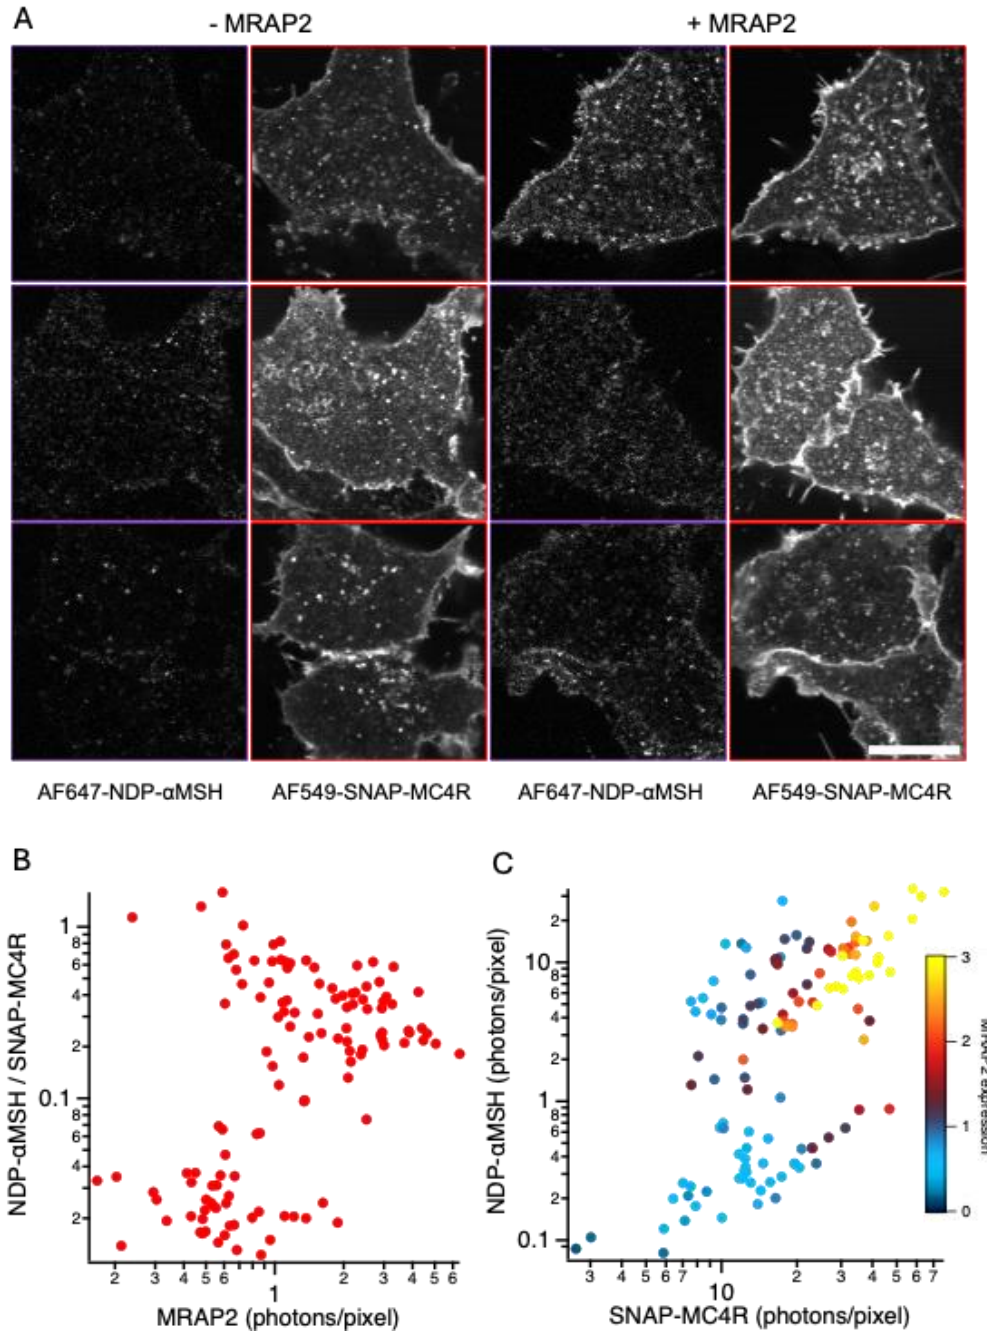 A
- MRAP2 + MRAP2
AF647-NDP-αMSH AF549-SNAP-MC4R AF647-NDP-αMSH AF549-SNAP-MC4R
B
NDP-αMSH / SNAP-MC4R
1
8
6
4
2
0.1
8
6
4
2
2 3 4 5 6 8 1 2 3 4 5 6
MRAP2 (photons/pixel)
C
NDP-αMSH (photons/pixel)
2
10
8
6
4
2
1
8
6
4
2
0.1
3 4 5 6 7 10 2 3 4 5 6 7
SNAP-MC4R (photons/pixel)
3
2
1
0
MRAP2 expression